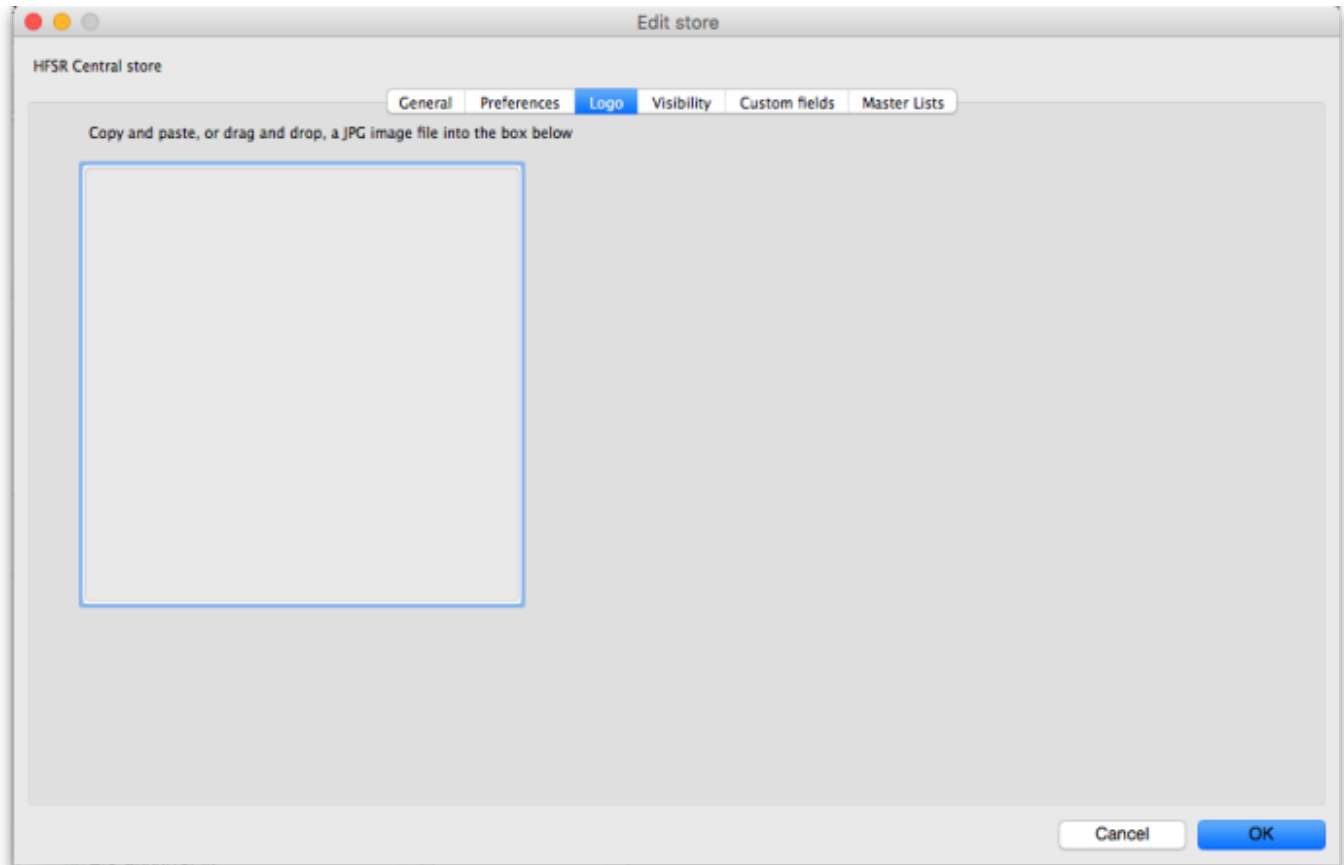 Edit store
HFSR Central store
General Preferences Logo Visibility Custom fields Master Lists
Copy and paste, or drag and drop, a JPG image file into the box below
Cancel OK